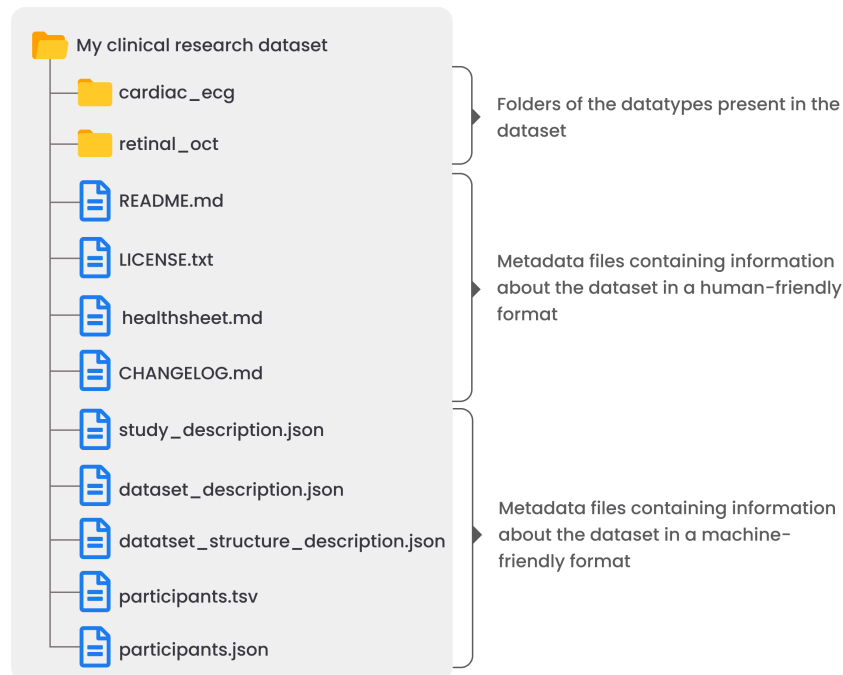 My clinical research dataset
cardiac_ecg
retinal_oct
README.md
LICENSE.txt
healthsheet.md
CHANGELOG.md
study_description.json
dataset_description.json
datatset_structure_description.json
participants.tsv
participants.json
Folders of the datatypes present in the
dataset
Metadata files containing information
about the dataset in a human-friendly
format
Metadata files containing information
about the dataset in a machine-
friendly format